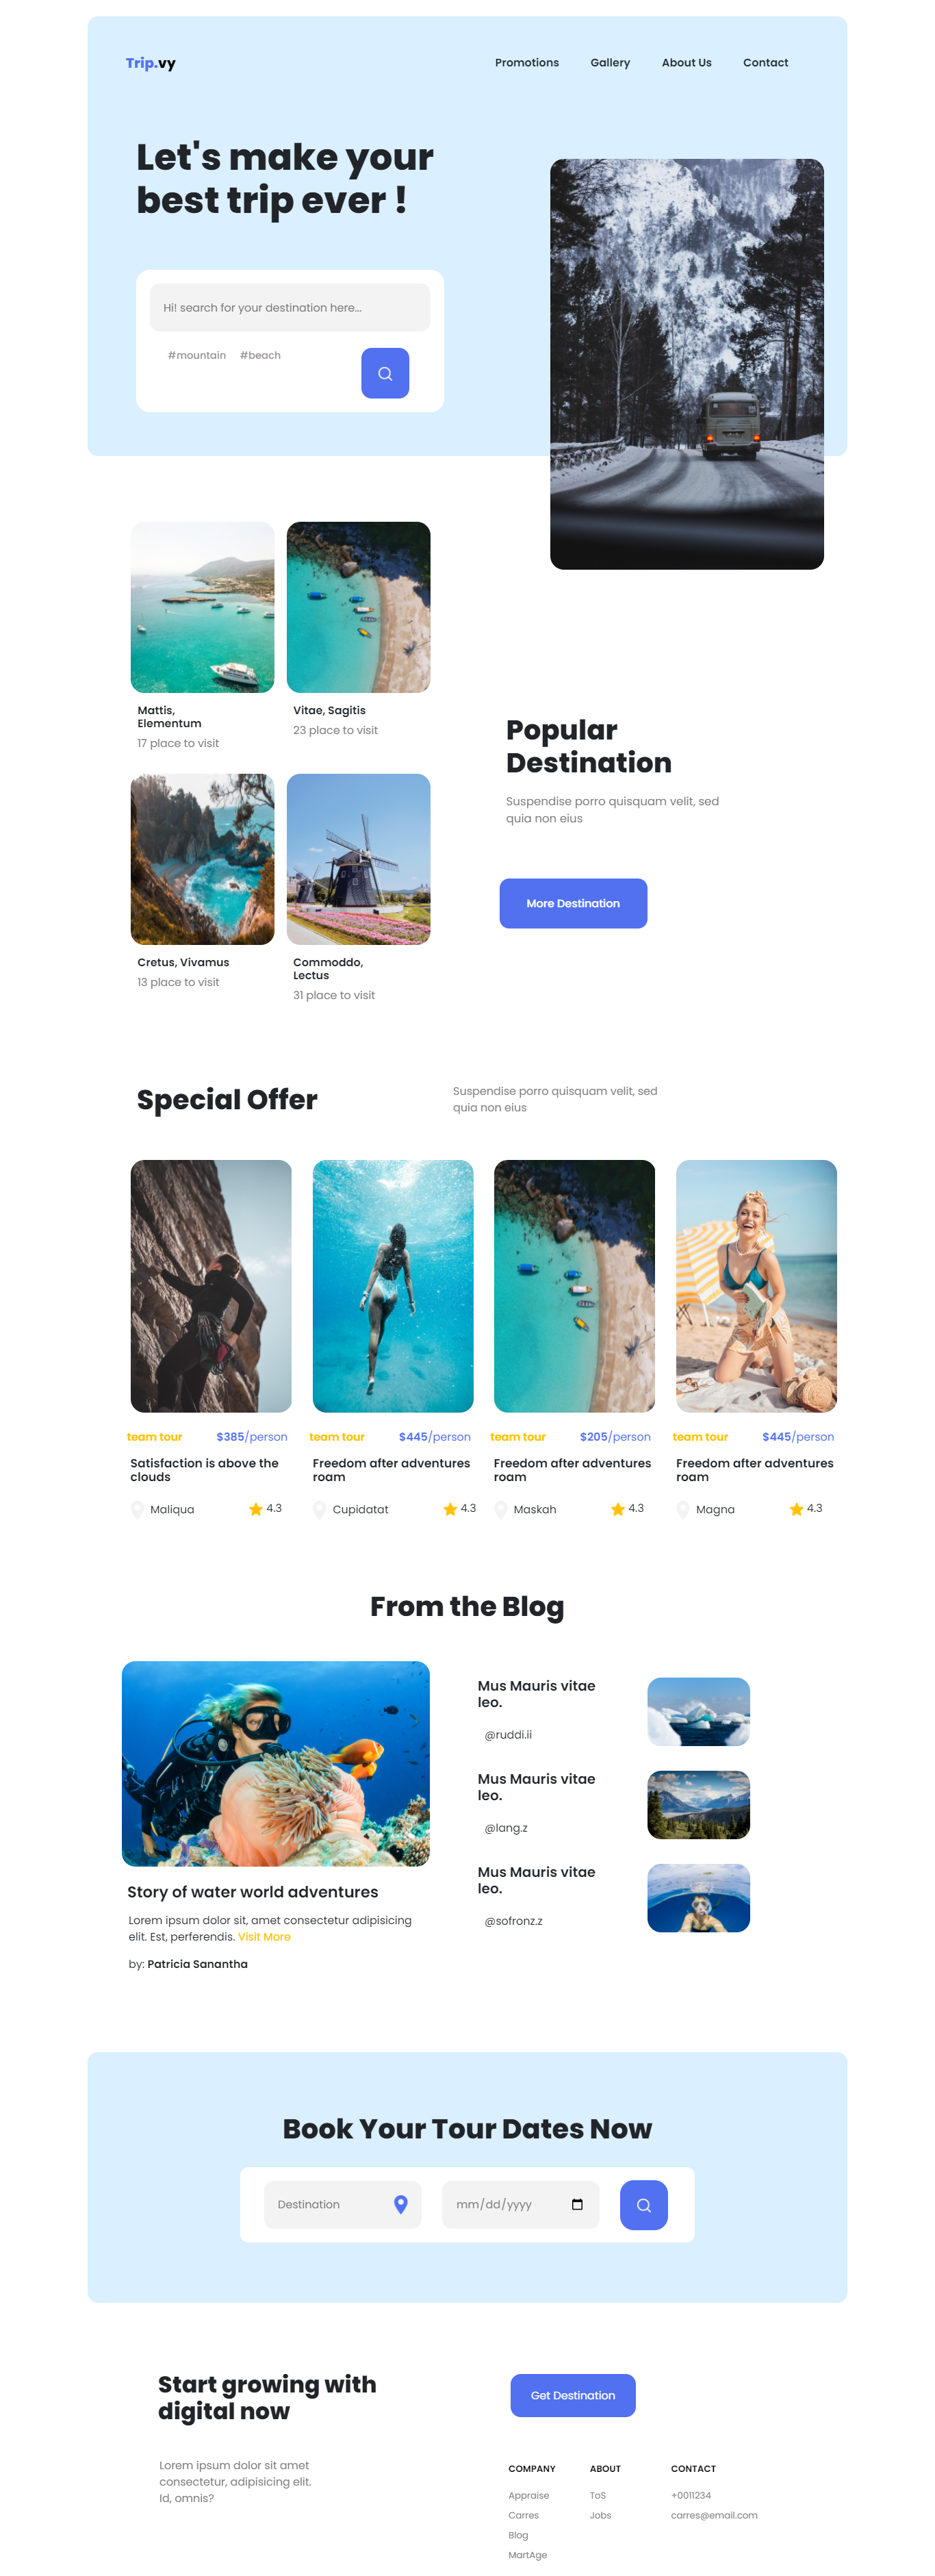 Trip.vy
Promotions
Gallery
About Us
Contact
Let's make your
best trip ever !
Hi! search for your destination here...
#mountain
#beach
Mattis,
Elementum
17 place to visit
Vitae, Sagitis
23 place to visit
Cretus, Vivamus
13 place to visit
Commoddo,
Lectus
31 place to visit
Popular
Destination
Suspendise porro quisquam velit, sed
quia non eius
More Destination
Special Offer
Suspendise porro quisquam velit, sed
quia non eius
team tour
$385/person
Satisfaction is above the
clouds
Maliqua
4.3
team tour
$445/person
Freedom after adventures
roam
Cupidatat
4.3
team tour
$205/person
Freedom after adventures
roam
Maskah
4.3
team tour
$445/person
Freedom after adventures
roam
Magna
4.3
From the Blog
Story of water world adventures
Lorem ipsum dolor sit, amet consectetur adipisicing
elit. Est, perferendis. Visit More
by: Patricia Sanantha
Mus Mauris vitae
leo.
@ruddi.ii
Mus Mauris vitae
leo.
@lang.z
Mus Mauris vitae
leo.
@sofronz.z
Book Your Tour Dates Now
Destination
mm/dd/yyyy
Start growing with
digital now
Lorem ipsum dolor sit amet
consectetur, adipisicing elit.
Id, omnis?
Get Destination
COMPANY
Appraise
Carres
Blog
MartAge
ABOUT
ToS
Jobs
CONTACT
+0011234
carres@email.com